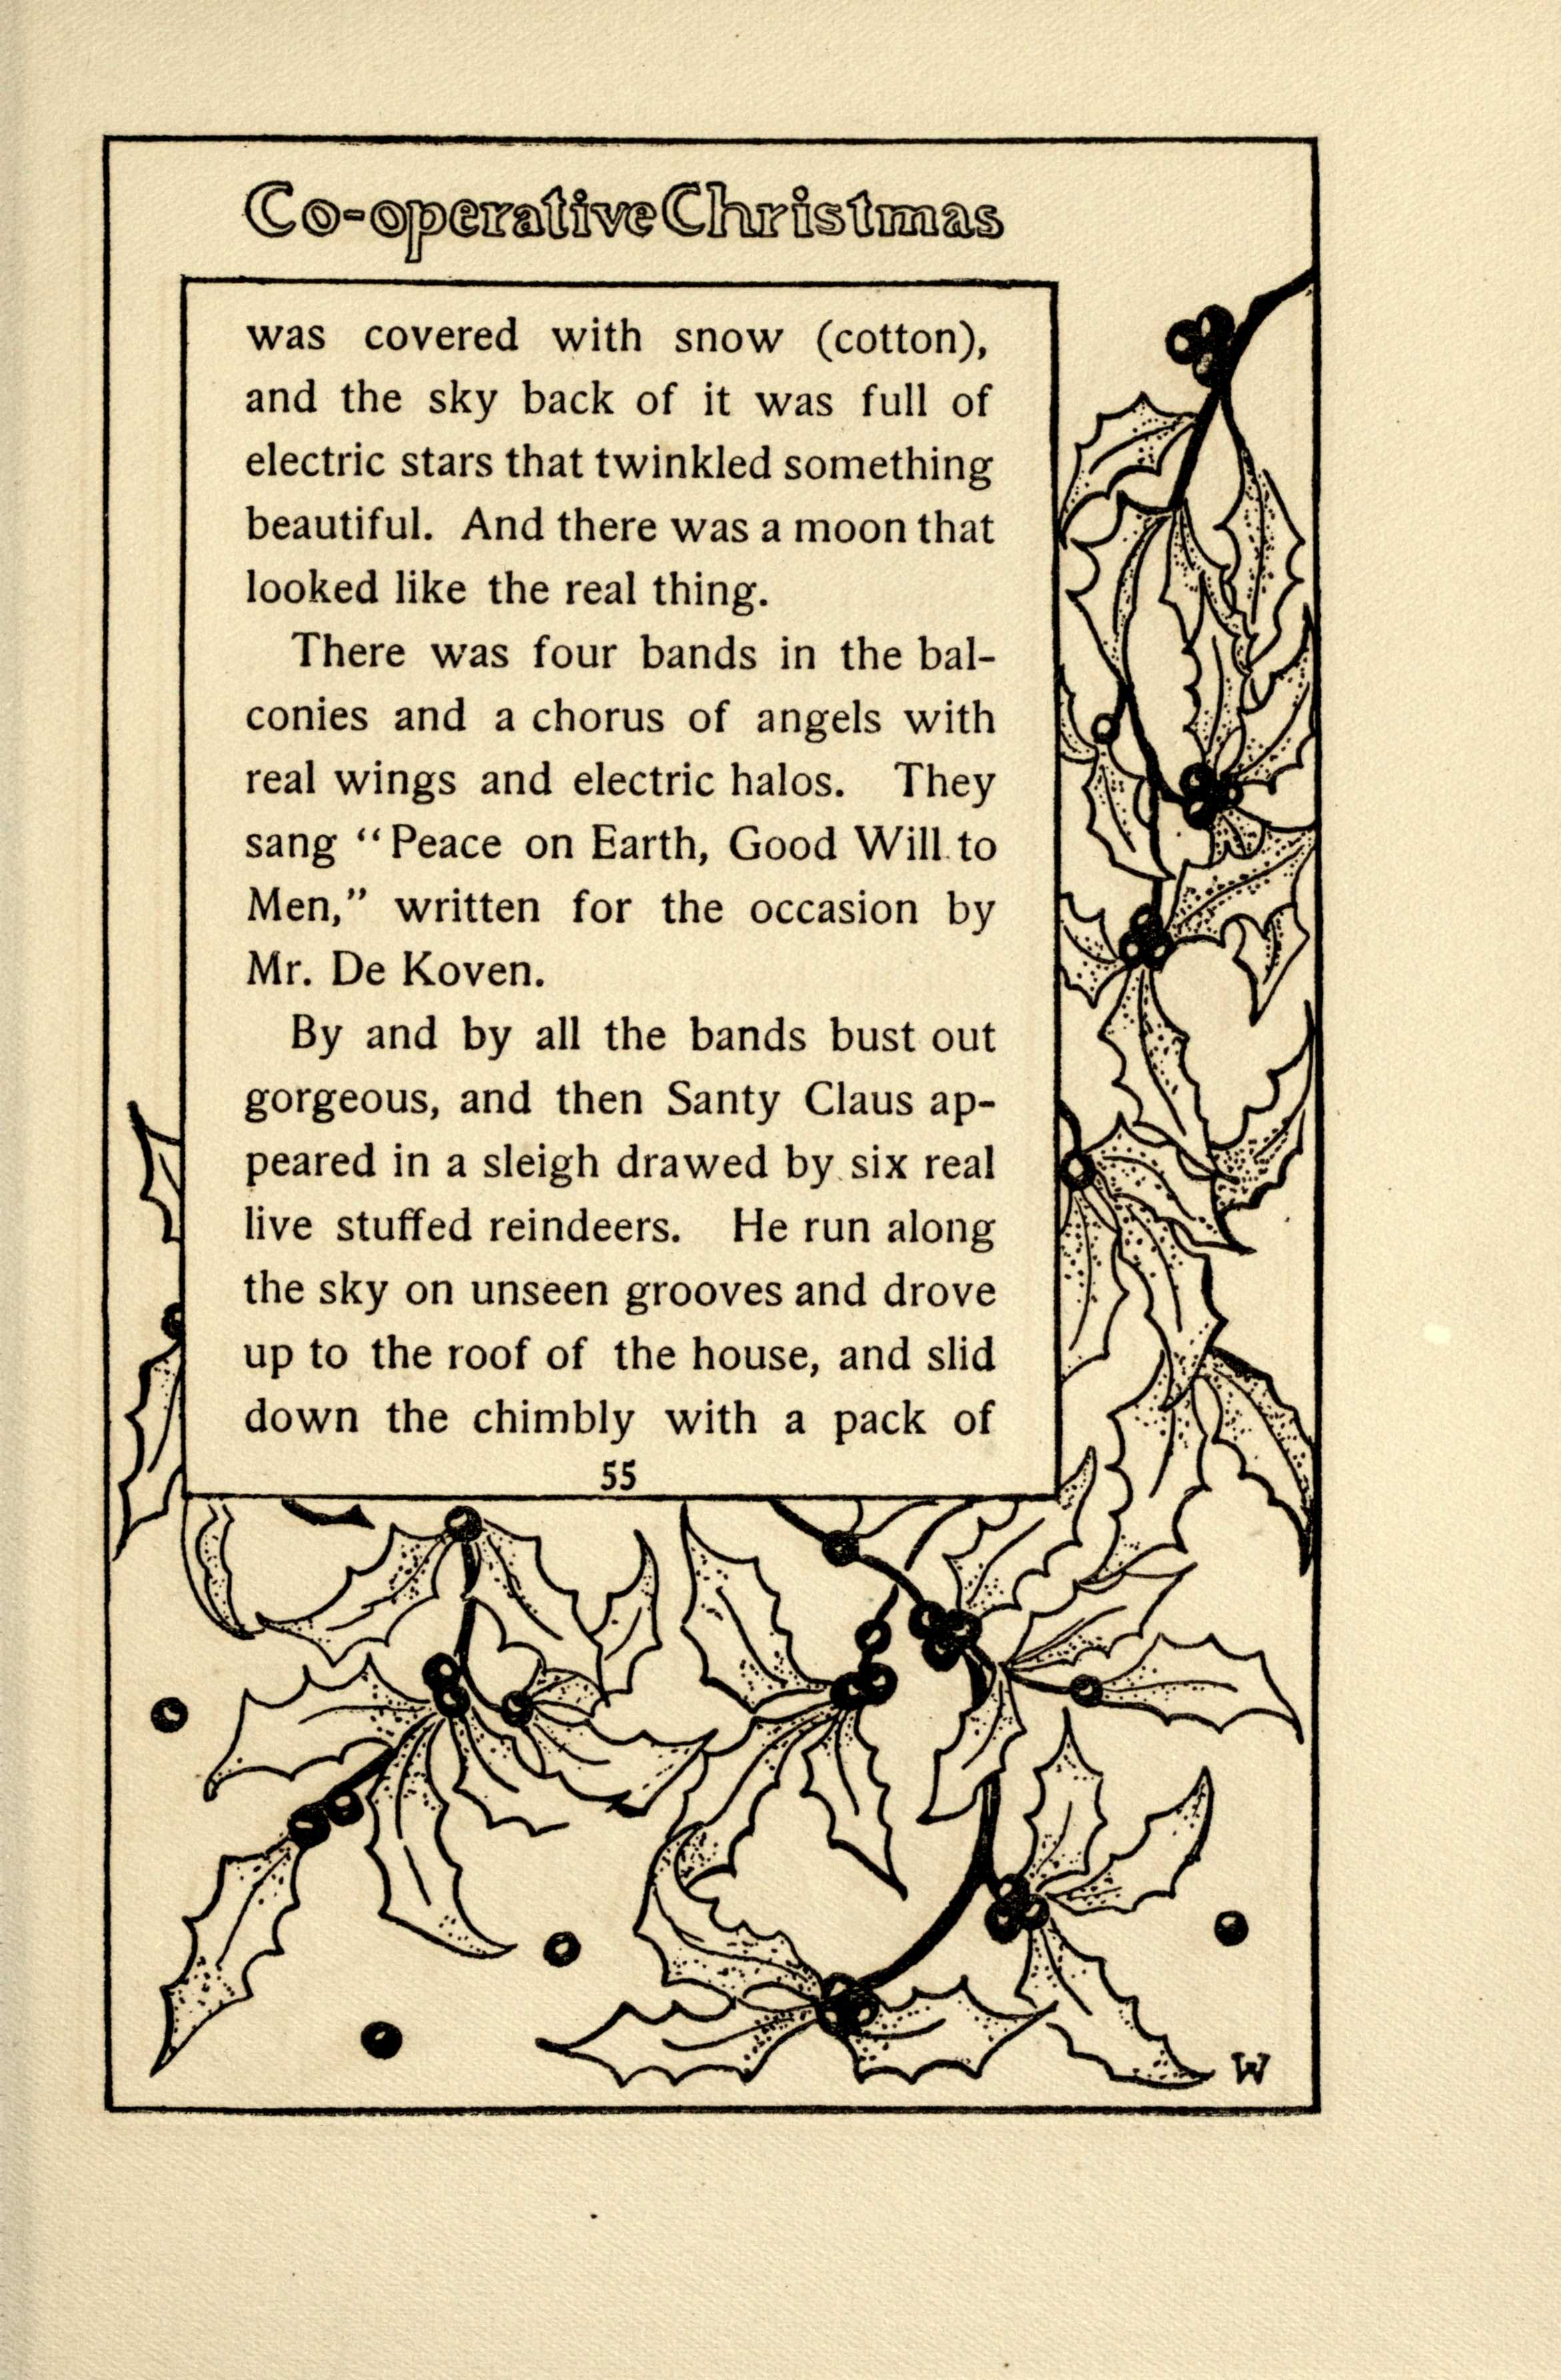 Co-operative Christmas
was covered with snow (cotton),
and the sky back of it was full of
electric stars that twinkled something
beautiful. And there was a moon that
looked like the real thing.
There was four bands in the bal-
conies and a chorus of angels with
real wings and electric halos. They
sang “Peace on Earth, Good Will to
Men,” written for the occasion by
Mr. De Koven.
By and by all the bands bust out
gorgeous, and then Santy Claus ap-
peared in a sleigh drawed by six real
live stuffed reindeers. He run along
the sky on unseen grooves and drove
up to the roof of the house, and slid
down the chimbly with a pack of
55
W